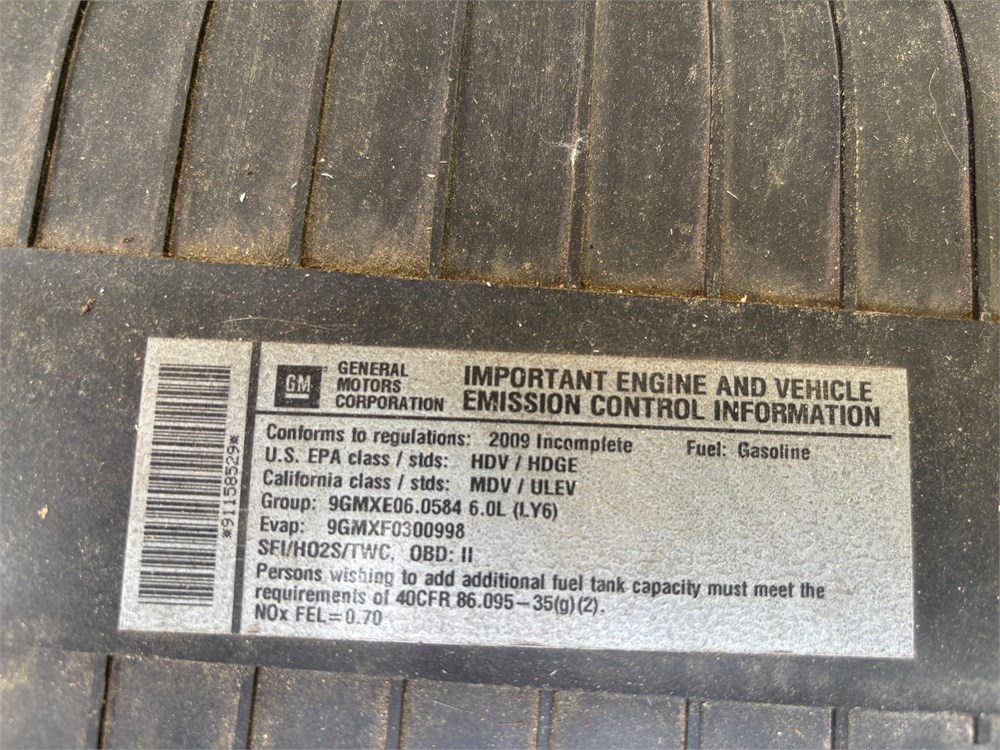 *91158529*
GM
GENERAL
MOTORS
CORPORATION
IMPORTANT ENGINE AND VEHICLE
EMISSION CONTROL INFORMATION
Conforms to regulations: 2009 Incomplete Fuel: Gasoline
U.S. EPA class / stds: HDV / HDGE
California class / stds: MDV / ULEV
Group: 9GMXE06.0584 6.0L (LY6)
Evap: 9GMXF0300998
SFI/HO2S/TWC, OBD: II
Persons wishing to add additional fuel tank capacity must meet the
requirements of 40CFR 86.095-35(g)(2).
NOx FEL=0.70